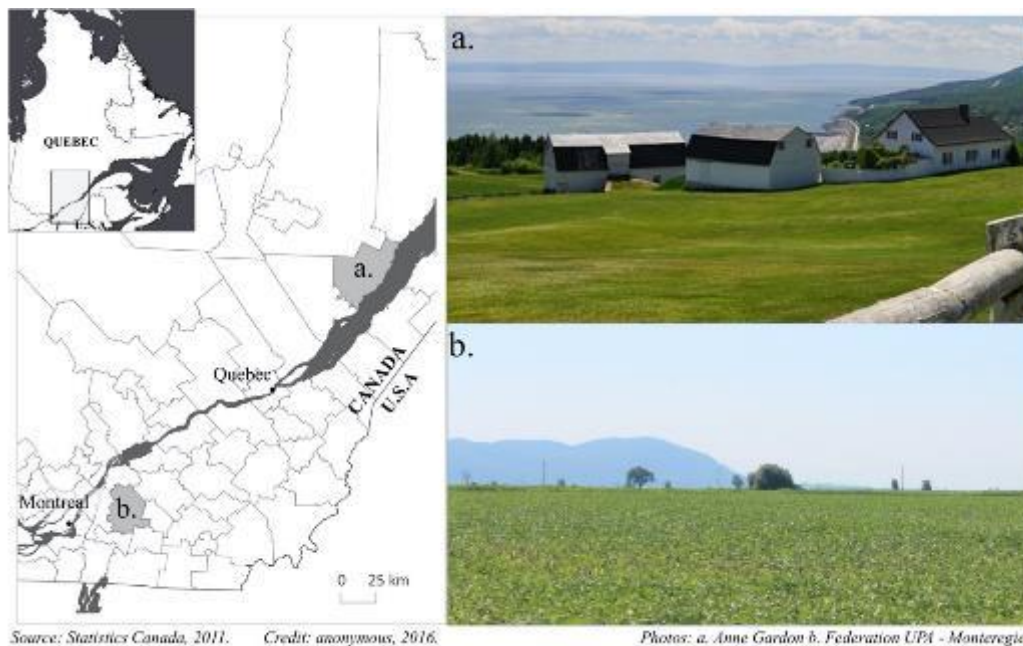 QUEBEC
U.S.A
a.
Quebec
CANADA
U.S.A
Montreal
b.
0 25 km
a.
b.
Source: Statistics Canada, 2011. Credit: anonymous, 2016.
Photos: a. Anne Gardon b. Federation UPA - Monteregie